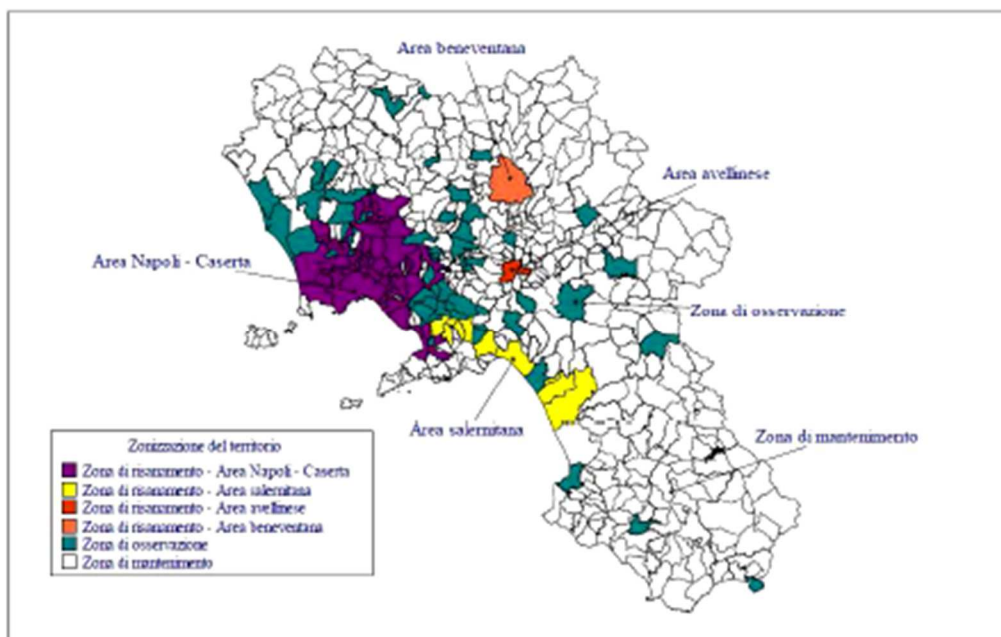 Area beneventana
Area avellinese
Area Napoli - Caserta
Zona di osservazione
Area salernitana
Zona di mantenimento
Zonizzazione del territorio
Zona di risanamento - Area Napoli - Caserta
Zona di risanamento - Area salernitana
Zona di risanamento - Area avellinese
Zona di risanamento - Area beneventana
Zona di osservazione
Zona di mantenimento